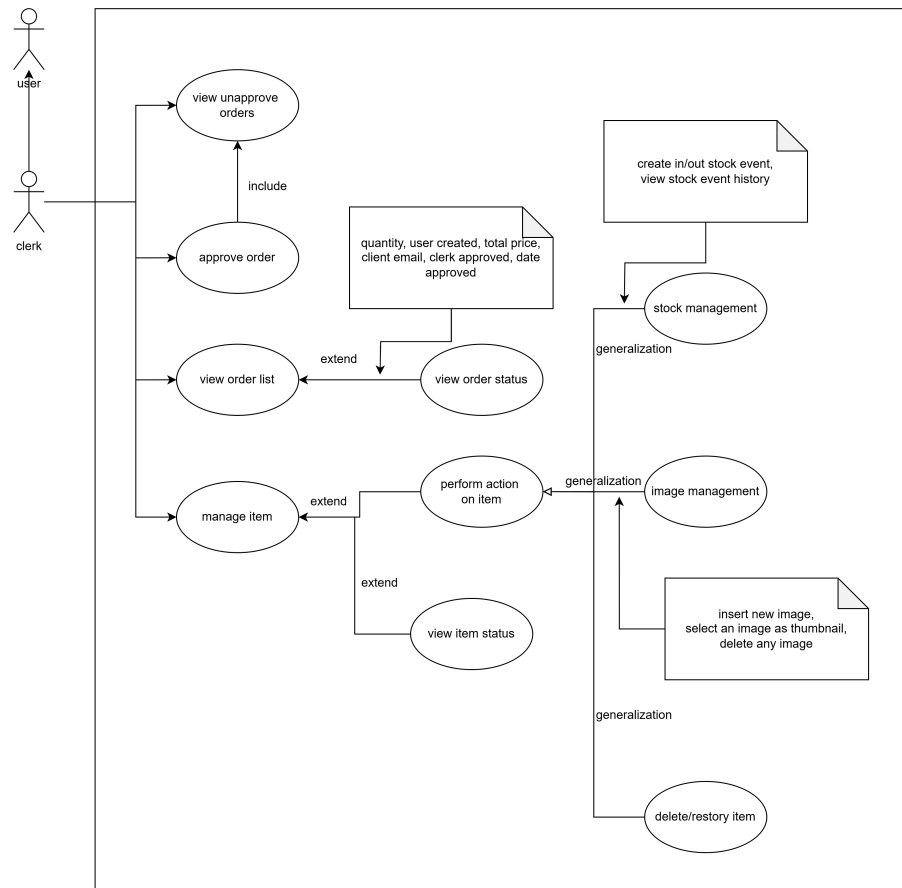 user
view unapprove
orders
create in/out stock event,
view stock event history
include
clerk
approve order
quantity, user created, total price,
client email, clerk approved, date
approved
stock management
generalization
extend
view order list
view order status
perform action
on item
generalization
image management
extend
manage item
extend
view item status
insert new image,
select an image as thumbnail,
delete any image
generalization
delete/restory item